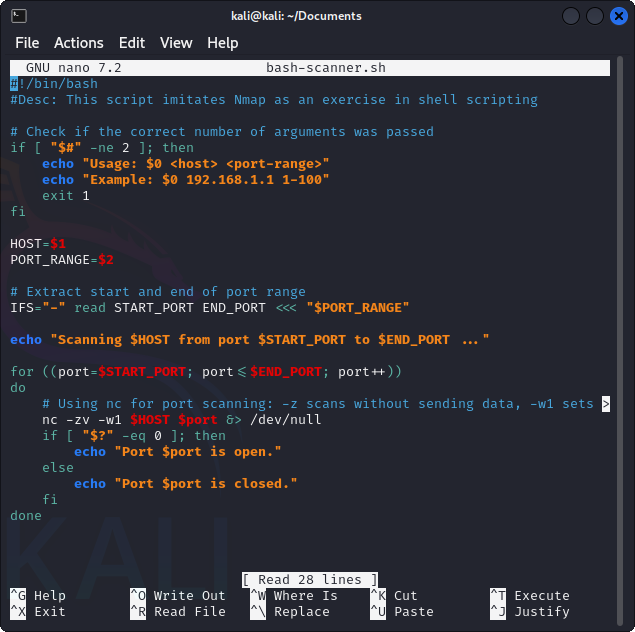 kali@kali: ~/Documents
File Actions Edit View Help
GNU nano 7.2 bash-scanner.sh
#!/bin/bash
#Desc: This script imitates Nmap as an exercise in shell scripting
# Check if the correct number of arguments was passed
if [ "$#" -ne 2 ]; then
    echo "Usage: $0 <host> <port-range>"
    echo "Example: $0 192.168.1.1 1-100"
    exit 1
fi
HOST=$1
PORT_RANGE=$2
# Extract start and end of port range
IFS="-" read START_PORT END_PORT <<< "$PORT_RANGE"
echo "Scanning $HOST from port $START_PORT to $END_PORT ..."
for ((port=$START_PORT; port<=$END_PORT; port++))
do
    # Using nc for port scanning: -z scans without sending data, -w1 sets >
    nc -zv -w1 $HOST $port &> /dev/null
    if [ "$?" -eq 0 ]; then
        echo "Port $port is open."
    else
        echo "Port $port is closed."
    fi
done
KALI
[ Read 28 lines ]
^G Help ^O Write Out ^W Where Is ^K Cut ^T Execute
^X Exit ^R Read File ^\ Replace ^U Paste ^J Justify